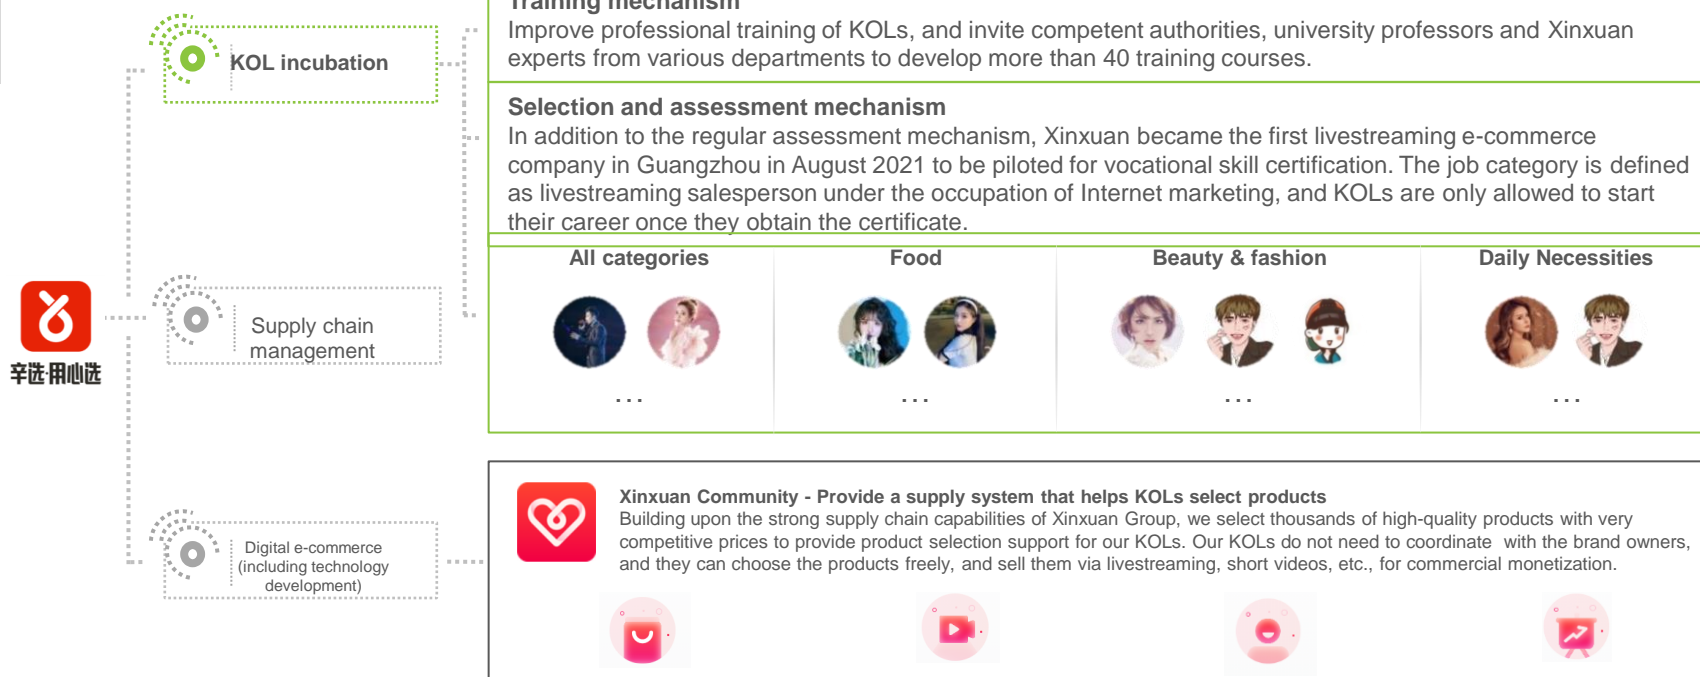 Training mechanism
Improve professional training of KOLs, and invite competent authorities, university professors and Xinxuan
experts from various departments to develop more than 40 training courses.
KOL incubation
Selection and assessment mechanism
In addition to the regular assessment mechanism, Xinxuan became the first livestreaming e-commerce
company in Guangzhou in August 2021 to be piloted for vocational skill certification. The job category is defined
as livestreaming salesperson under the occupation of Internet marketing, and KOLs are only allowed to start
their career once they obtain the certificate.
All categories
Food
Beauty & fashion
Daily Necessities
...
...
...
...
Supply chain
management
辛选·用心选
Digital e-commerce
(including technology
development)
Xinxuan Community - Provide a supply system that helps KOLs select products
Building upon the strong supply chain capabilities of Xinxuan Group, we select thousands of high-quality products with very
competitive prices to provide product selection support for our KOLs. Our KOLs do not need to coordinate with the brand owners,
and they can choose the products freely, and sell them via livestreaming, short videos, etc., for commercial monetization.